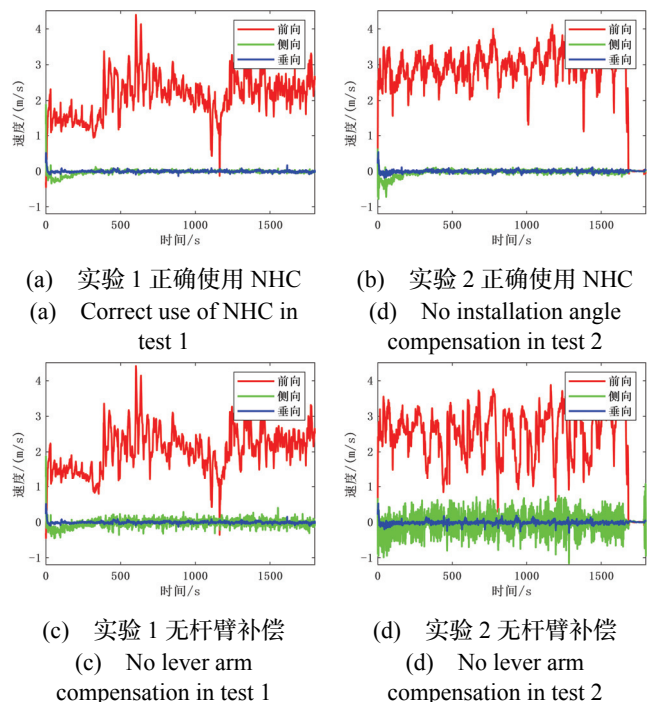 前向
侧向
垂向
4
3
2
1
0
-1
速度/(m/s)
0 500 1000 1500
时间/s
前向
侧向
垂向
4
3
2
1
0
-1
速度/(m/s)
0 500 1000 1500
时间/s
(a) 实验 1 正确使用 NHC
(a) Correct use of NHC in
test 1
(b) 实验 2 正确使用 NHC
(d) No installation angle
compensation in test 2
前向
侧向
垂向
4
3
2
1
0
-1
速度/(m/s)
0 500 1000 1500
时间/s
前向
侧向
垂向
4
3
2
1
0
-1
速度/(m/s)
0 500 1000 1500
时间/s
(c) 实验 1 无杆臂补偿
(c) No lever arm
compensation in test 1
(d) 实验 2 无杆臂补偿
(d) No lever arm
compensation in test 2